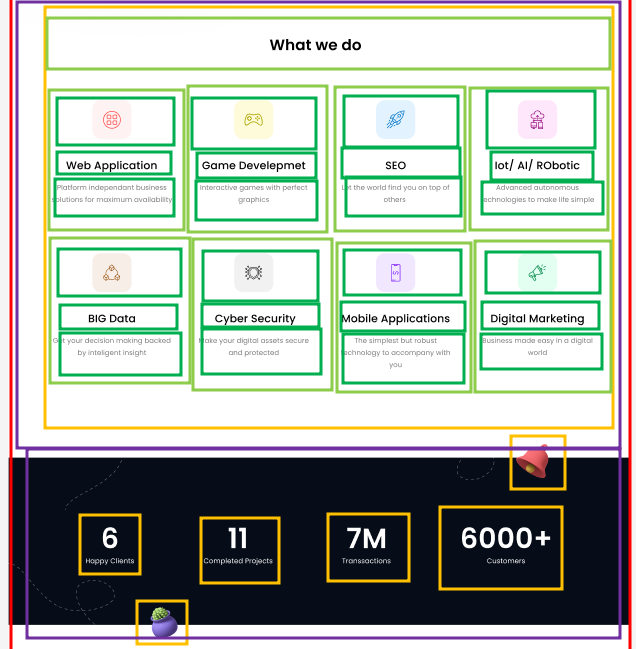 What we do
Web Application
Platform independant business
solutions for maximum availability
Game Develepmet
Interactive games with perfect
graphics
SEO
Let the world find you on top of
others
Iot/ AI/ RObotic
Advanced autonomous
technologies to make life simple
BIG Data
Get your decision making backed
by inteligent insight
Cyber Security
Make your digital assets secure
and protected
Mobile Applications
The simplest but robust
technology to accompany with
you
Digital Marketing
Business made easy in a digital
world
6
Happy Clients
11
Completed Projects
7M
Transsactions
6000+
Customers